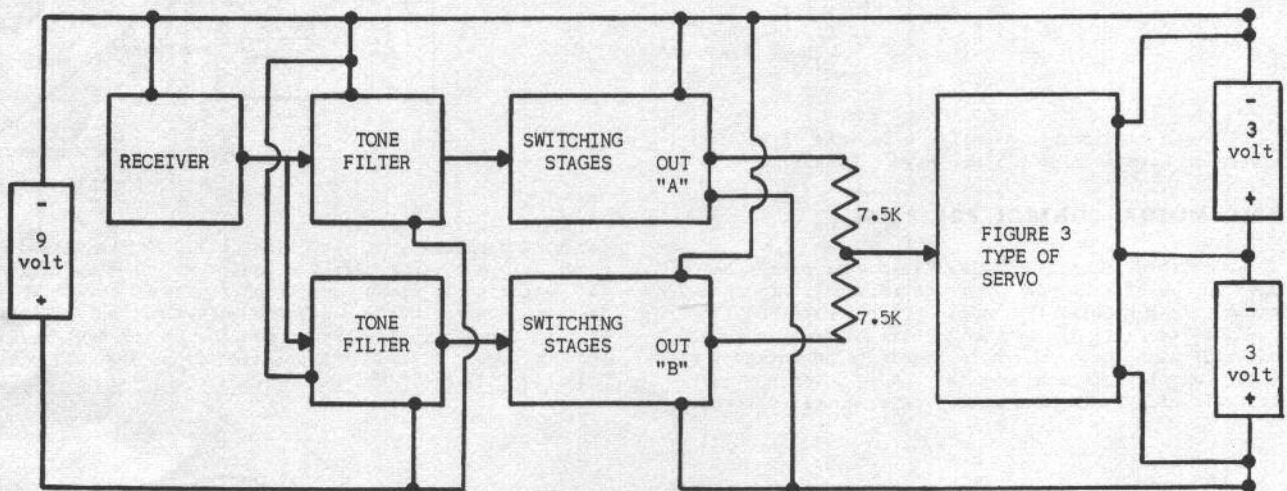 RECEIVER
TONE
FILTER
SWITCHING
STAGES
OUT
"A"
7.5K
FIGURE 3
TYPE OF
SERVO
-
3
volt
+
-
9
volt
+
TONE
FILTER
SWITCHING
STAGES
OUT
"B"
7.5K
-
3
volt
+